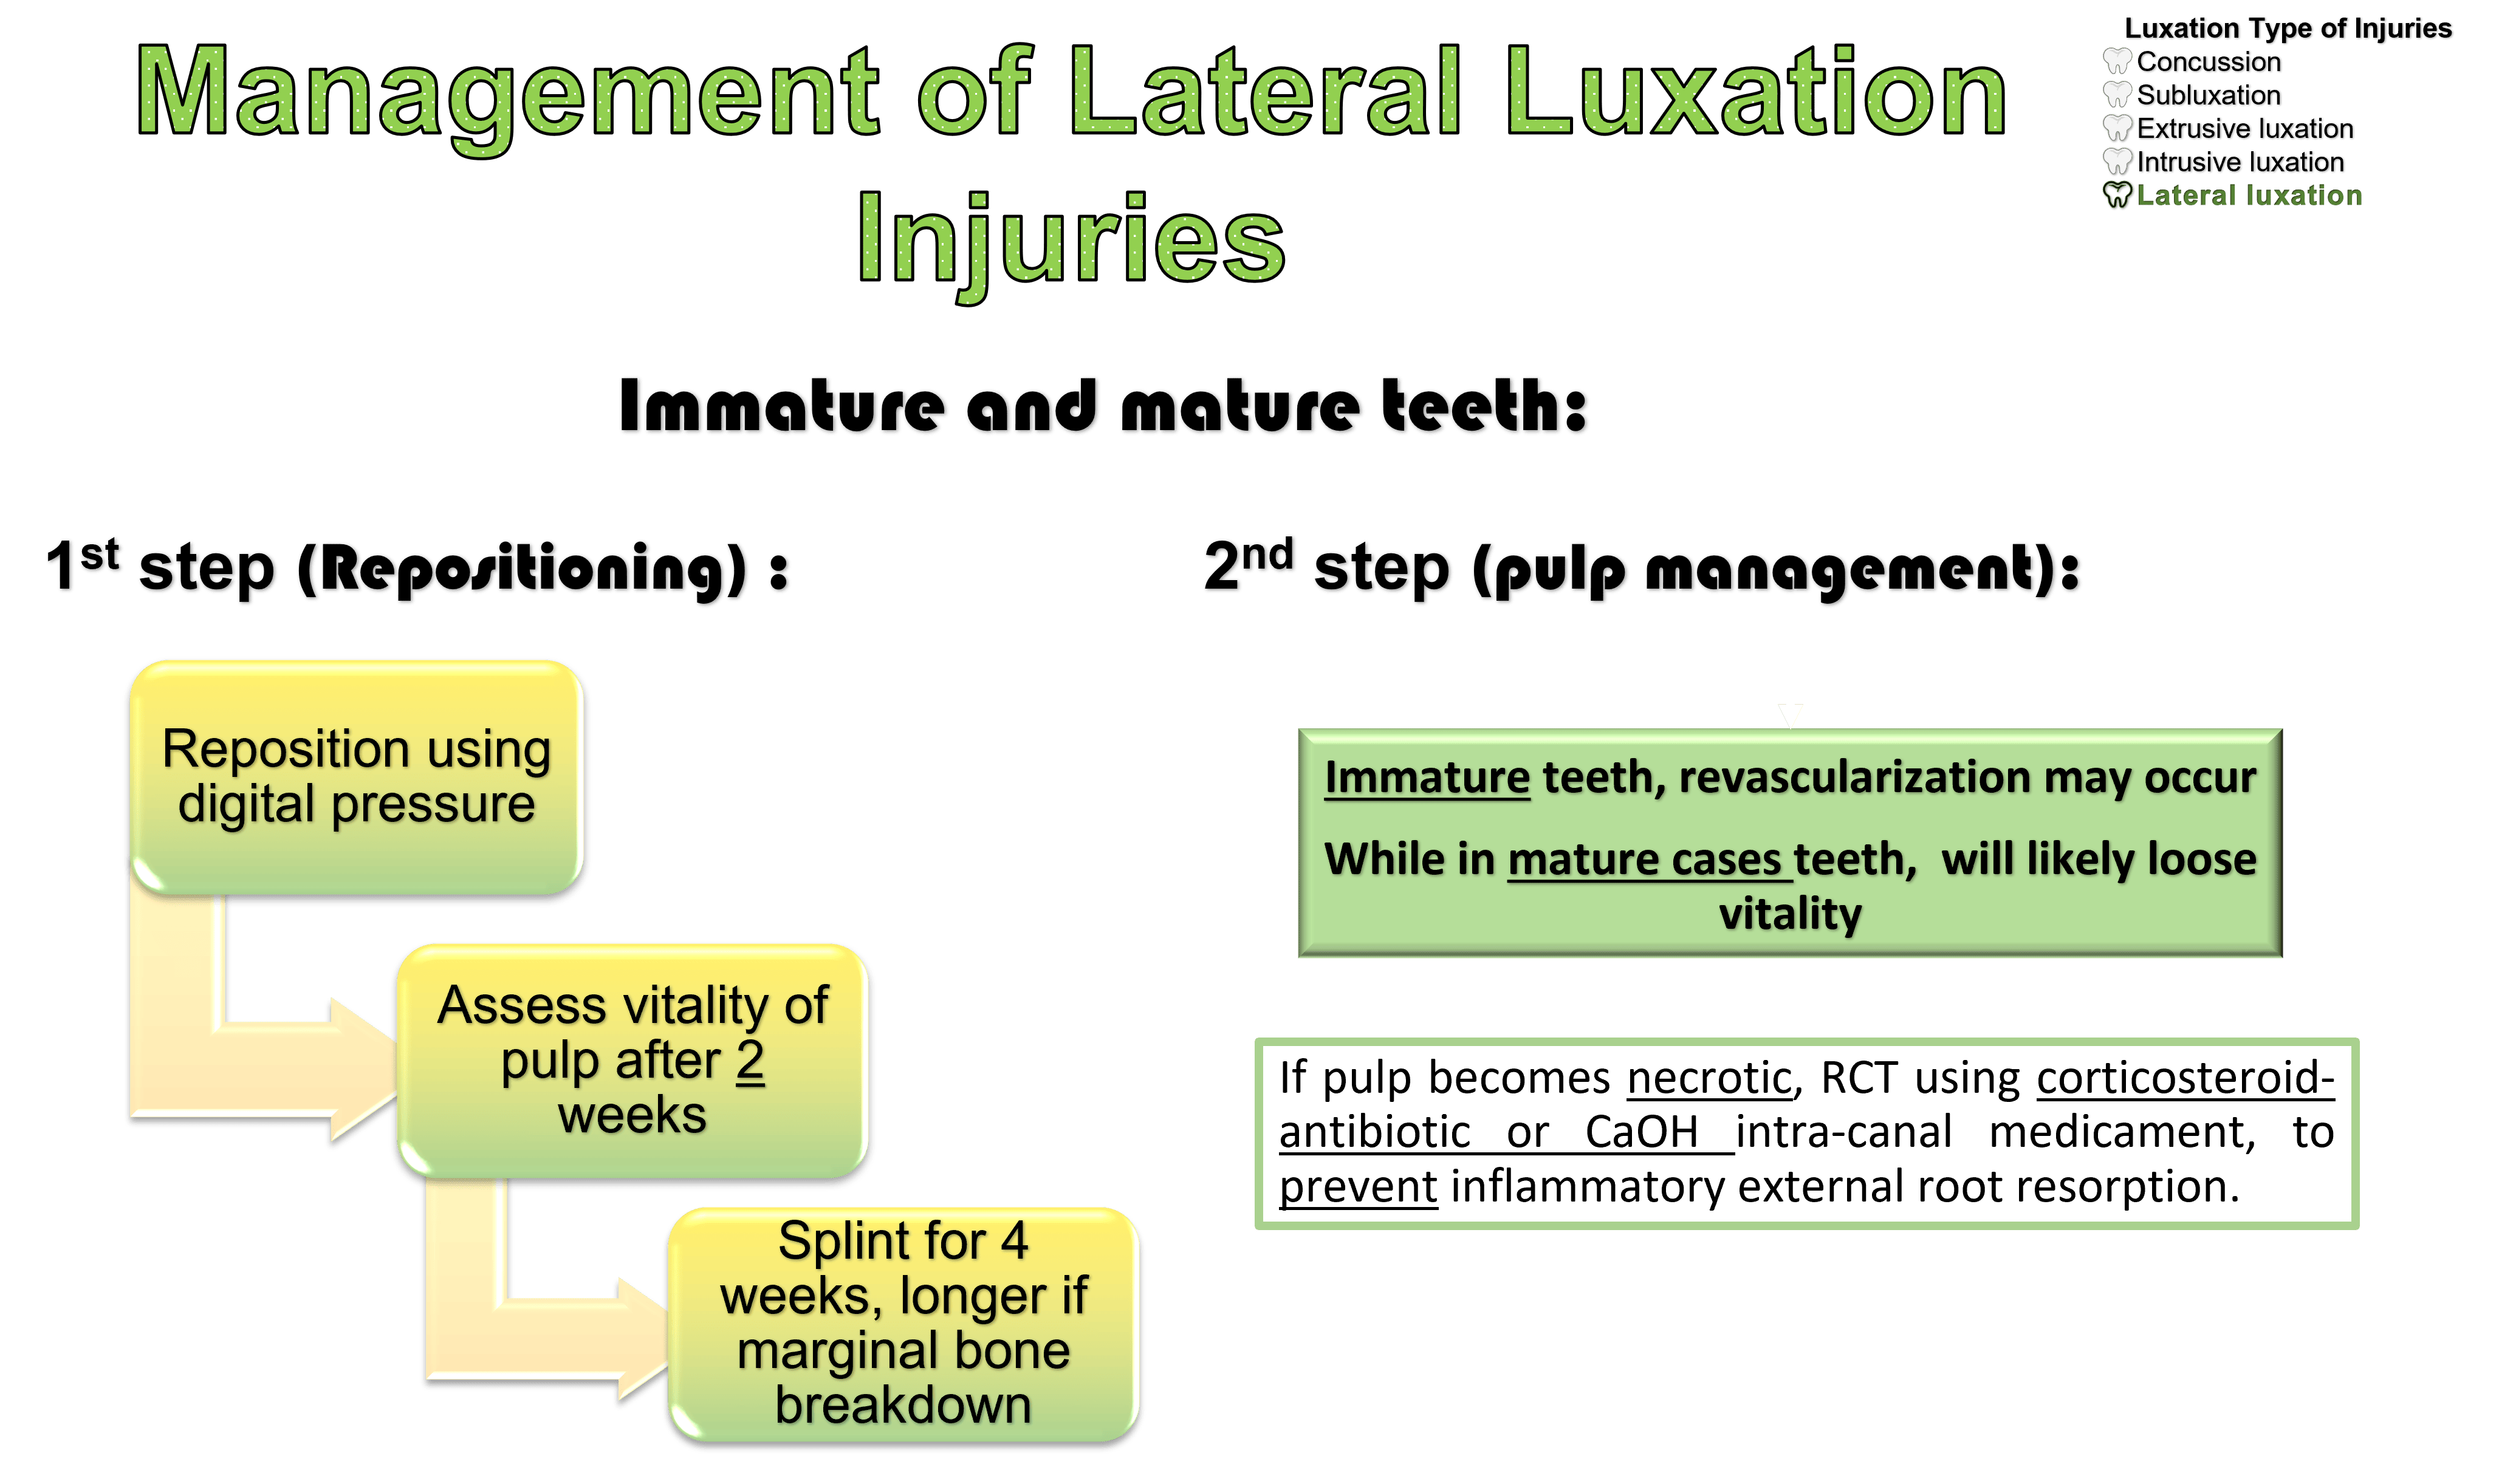 Management of Lateral Luxation
Injuries
Luxation Type of Injuries
Concussion
Subluxation
Extrusive luxation
Intrusive luxation
Lateral luxation
Immature and mature teeth:
1st step (Repositioning) :
Reposition using
digital pressure
Assess vitality of
pulp after 2
weeks
Splint for 4
weeks, longer if
marginal bone
breakdown
2nd step (pulp management):
Immature teeth, revascularization may occur
While in mature cases teeth,  will likely loose
vitality
If pulp becomes necrotic, RCT using corticosteroid-
antibiotic or CaOH intra-canal medicament, to
prevent inflammatory external root resorption.